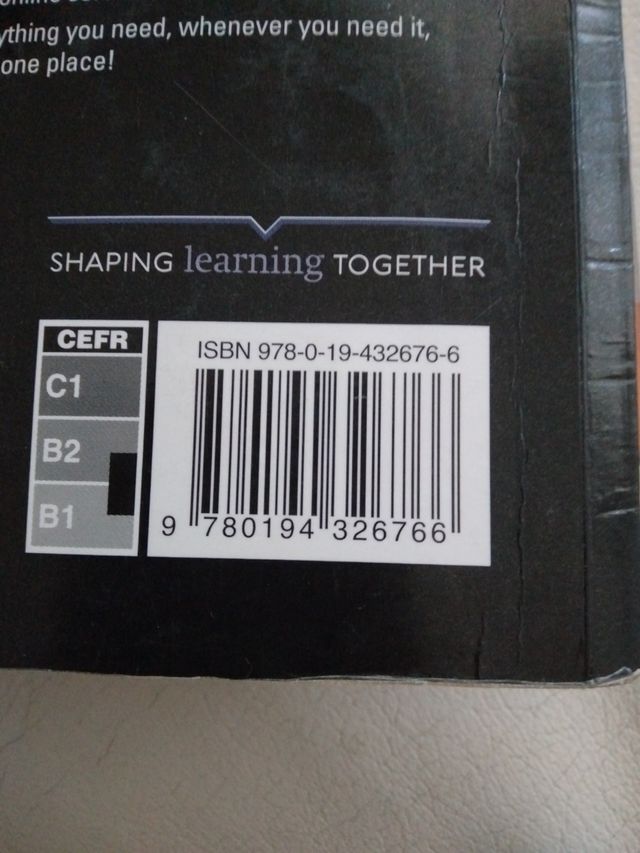 ything you need, whenever you need it,
one place!
SHAPING learning TOGETHER
CEFR
C1
B2
B1
ISBN 978-0-19-432676-6
9 780194 326766